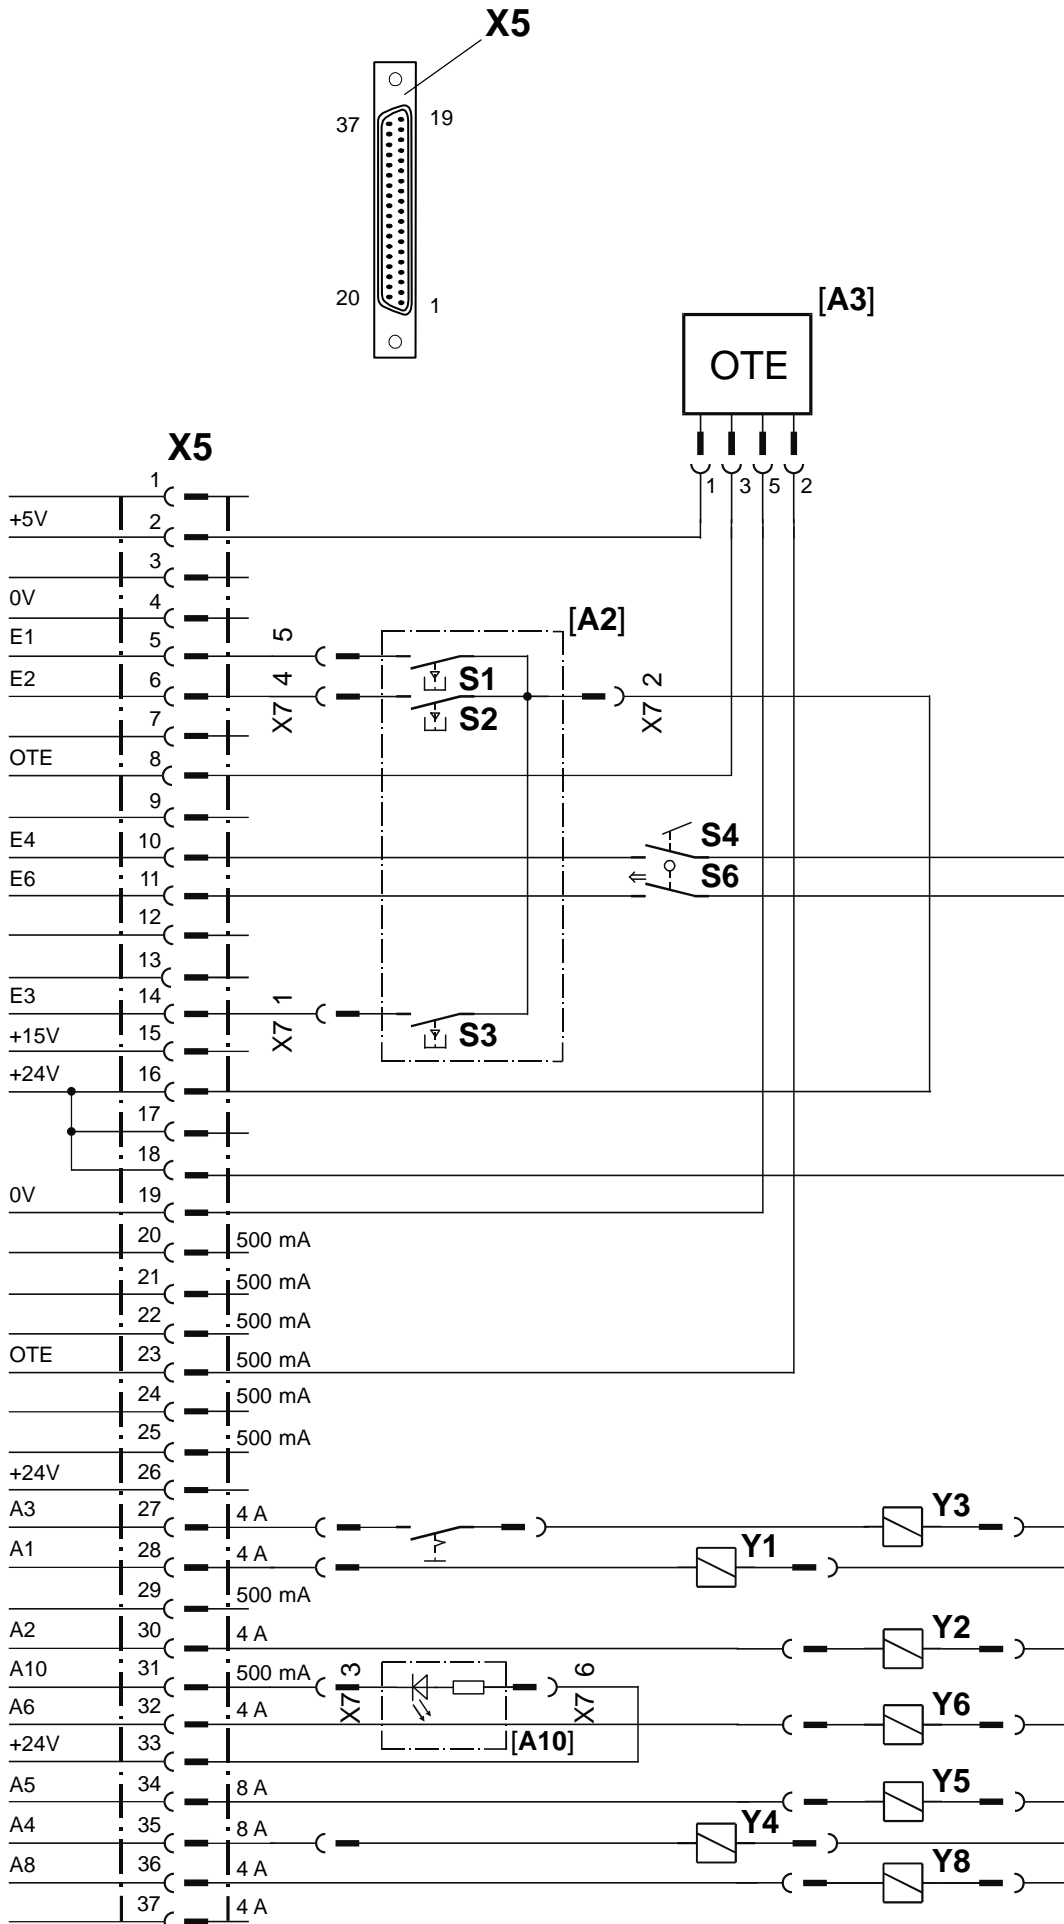 X5
37 19
20 1
[A3]
OTE
X5
1 3 5 2
1
+5V 2
3
0V 4
E1 5 5 [A2]
S1
E2 6 X7 4 X7 2
S2
7
OTE 8
9
E4 10 S4
E6 11 S6
12
13
E3 14 X7 1
S3
+15V 15
+24V 16
17
18
0V 19
20 500 mA
21 500 mA
22 500 mA
OTE 23 500 mA
24 500 mA
25 500 mA
+24V 26
A3 27 4 A Y3
A1 28 4 A Y1
29 500 mA
A2 30 4 A Y2
A10 31 500 mA X7 3 X7 6
A6 32 4 A Y6
+24V 33 [A10]
A5 34 8 A Y5
A4 35 8 A Y4
A8 36 4 A Y8
37 4 A